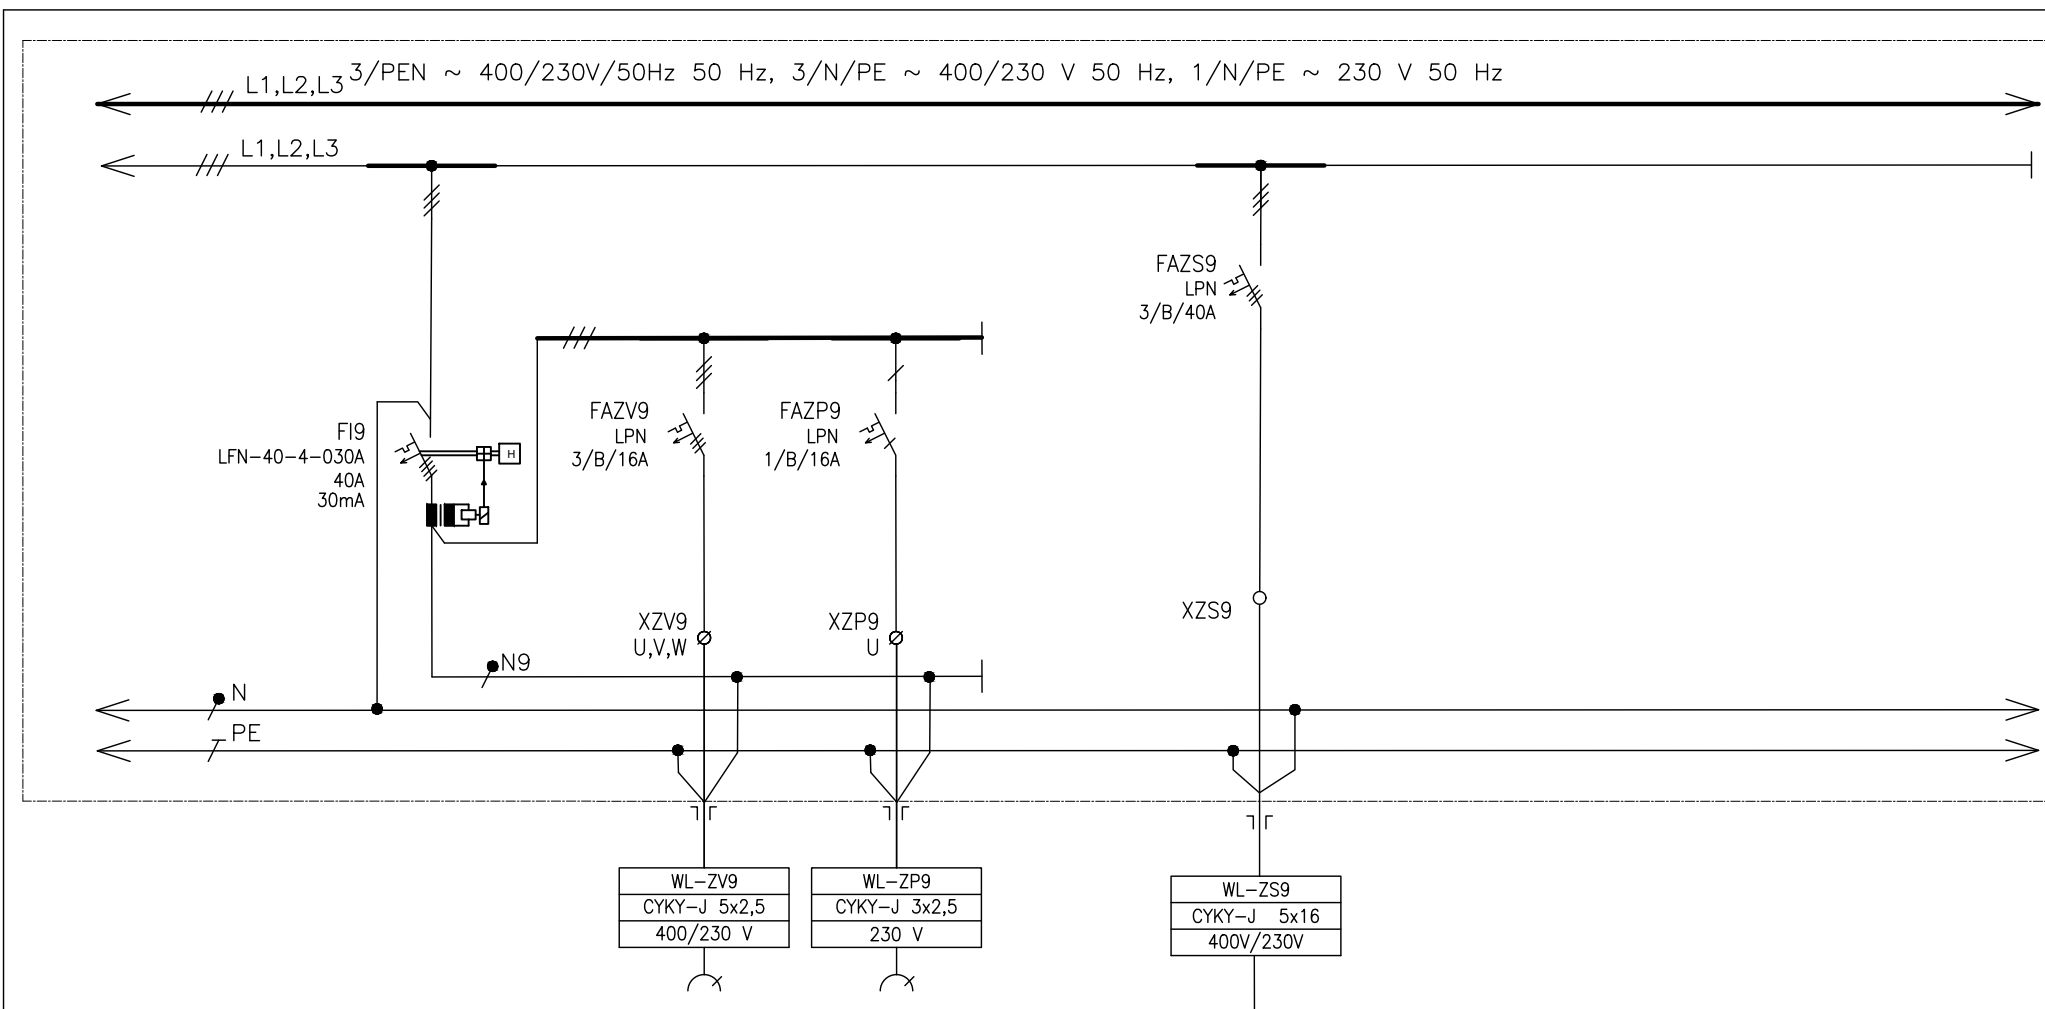 3/PEN ~ 400/230V/50Hz 50 Hz, 3/N/PE ~ 400/230 V 50 Hz, 1/N/PE ~ 230 V 50 Hz
L1,L2,L3
L1,L2,L3
FAZS9
LPN
3/B/40A
FI9
LFN-40-4-030A
40A
30mA
H
FAZV9
LPN
3/B/16A
FAZP9
LPN
1/B/16A
XZV9
U,V,W
XZP9
U
XZS9
N9
N
PE
WL-ZV9
CYKY-J 5x2,5
400/230 V
WL-ZP9
CYKY-J 3x2,5
230 V
WL-ZS9
CYKY-J 5x16
400V/230V